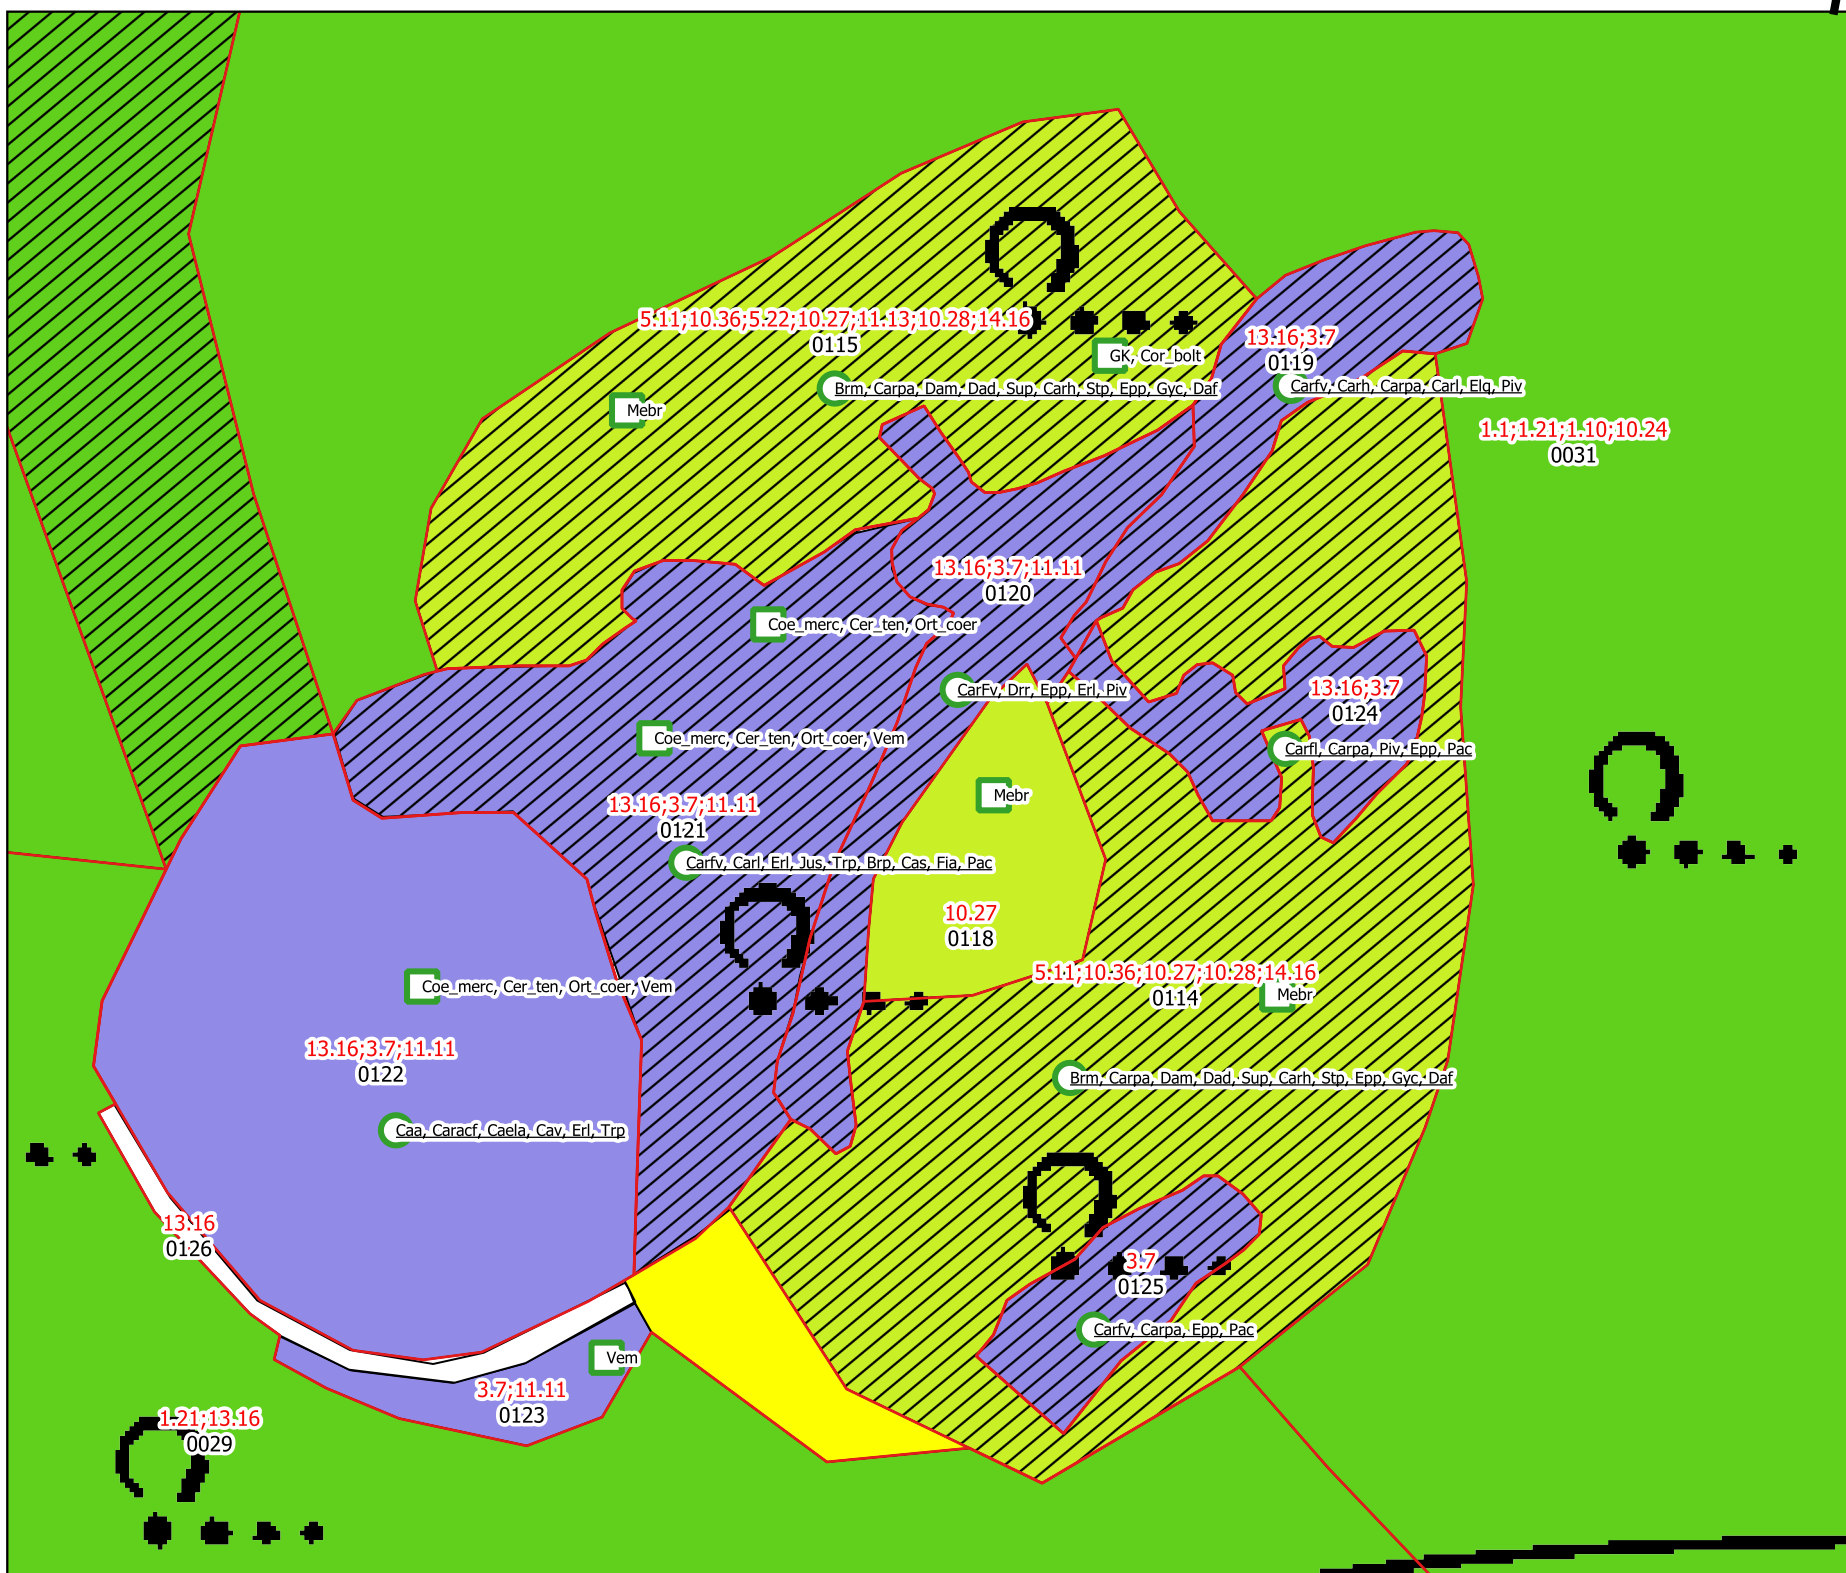 5.11;10.36;5.22;10.27;11.13;10.28;14.16
0115
GK, Cor_bolt
Brm, Carpa, Dam, Dad, Sup, Carh, Stp, Epp, Gyc, Daf
Mebr
13.16;3.7
0119
Carfv, Carh, Carpa, Carl, Elq, Piv
1.1;1.21;1.10;10.24
0031
13.16;3.7;11.11
0120
Coe_merc, Cer_ten, Ort_coer
CarFv, Drr, Epp, Erl, Piv
13.16;3.7
0124
Carfl, Carpa, Piv, Epp, Pac
Coe_merc, Cer_ten, Ort_coer, Vem
Mebr
13.16;3.7;11.11
0121
Carfv, Carl, Erl, Jus, Trp, Brp, Cas, Fia, Pac
10.27
0118
5.11;10.36;10.27;10.28;14.16
0114
Mebr
Coe_merc, Cer_ten, Ort_coer, Vem
13.16;3.7;11.11
0122
Brm, Carpa, Dam, Dad, Sup, Carh, Stp, Epp, Gyc, Daf
Caa, Caracf, Caela, Cav, Erl, Trp
13.16
0126
3.7
0125
Carfv, Carpa, Epp, Pac
Vem
3.7;11.11
0123
1.21;13.16
0029